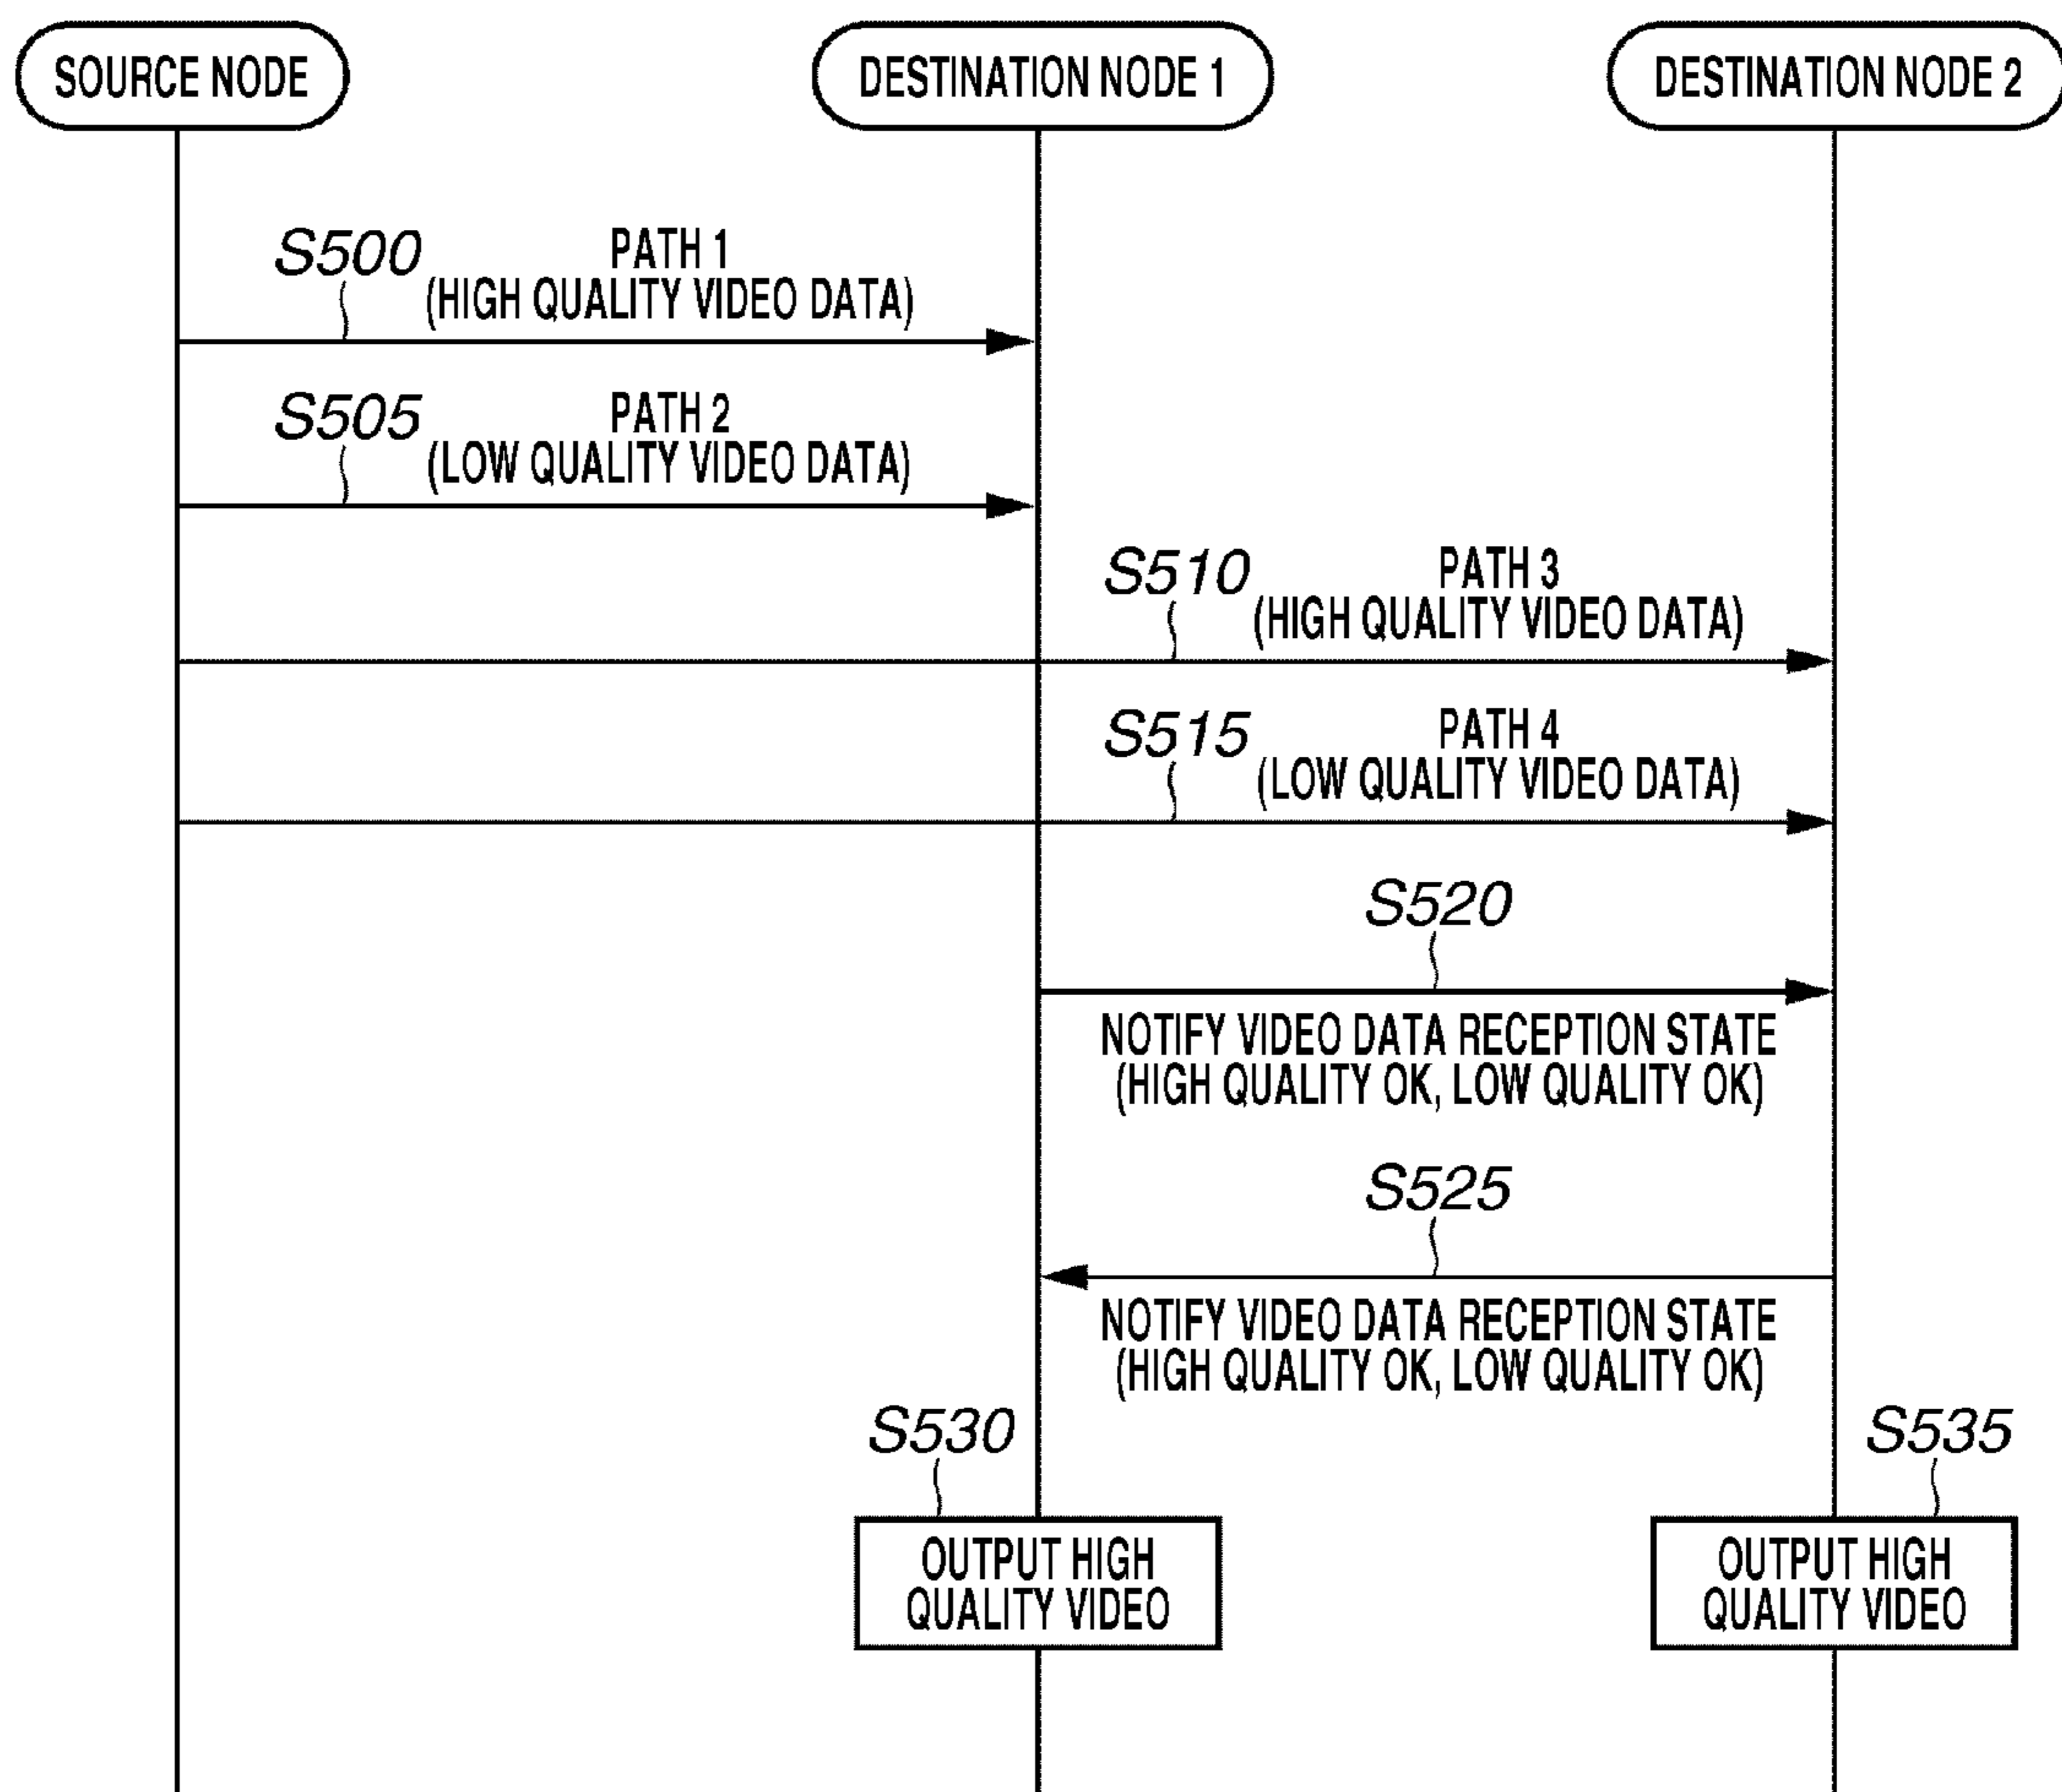 SOURCE NODE
DESTINATION NODE 1
DESTINATION NODE 2
S500
PATH 1
(HIGH QUALITY VIDEO DATA)
S505
PATH 2
(LOW QUALITY VIDEO DATA)
S510
PATH 3
(HIGH QUALITY VIDEO DATA)
S515
PATH 4
(LOW QUALITY VIDEO DATA)
S520
NOTIFY VIDEO DATA RECEPTION STATE
(HIGH QUALITY OK, LOW QUALITY OK)
S525
NOTIFY VIDEO DATA RECEPTION STATE
(HIGH QUALITY OK, LOW QUALITY OK)
S530
OUTPUT HIGH
QUALITY VIDEO
S535
OUTPUT HIGH
QUALITY VIDEO